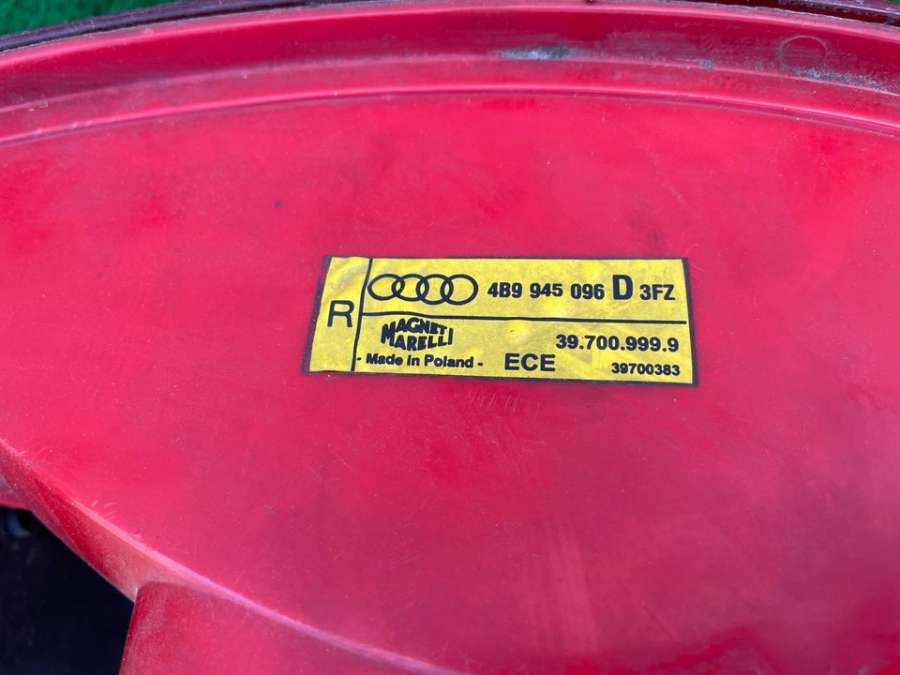 R
4B9 945 096 D 3FZ
MAGNETI MARELLI
39.700.999.9
- Made in Poland - ECE 39700383